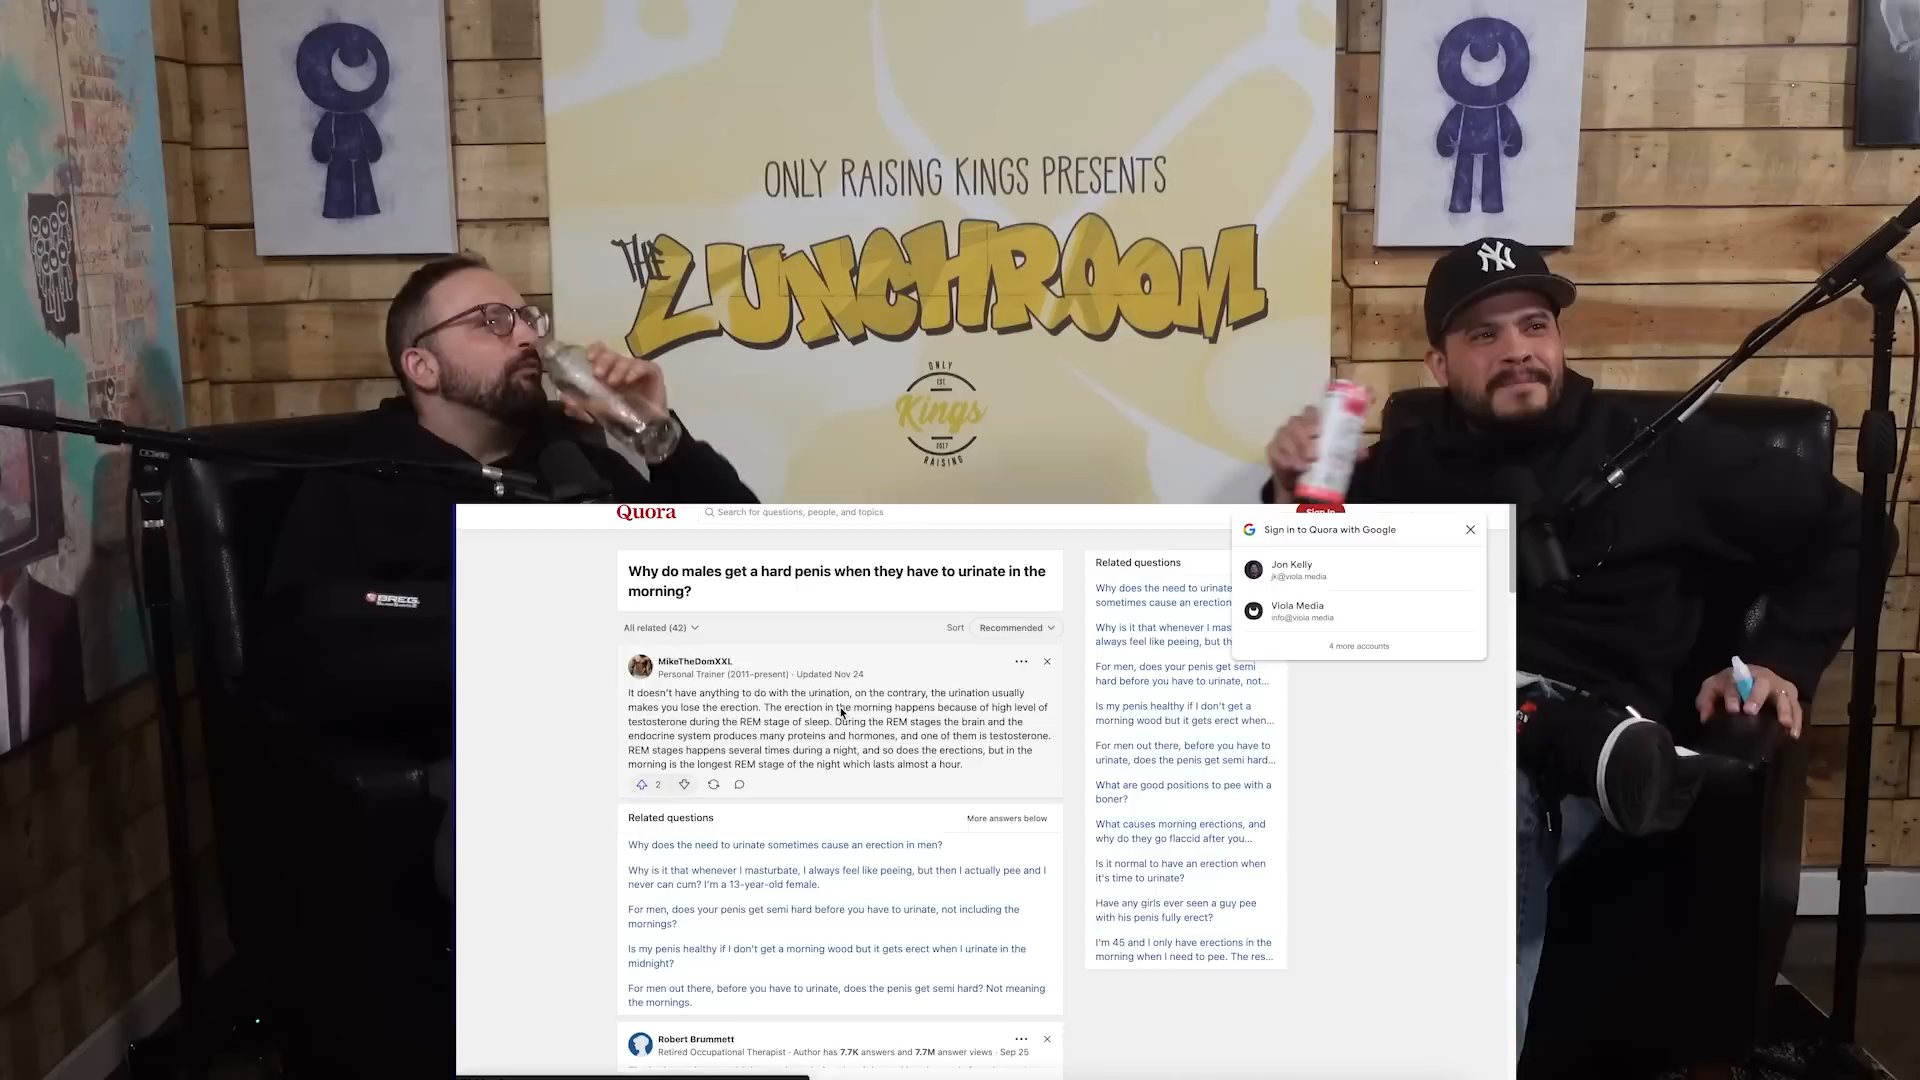 ONLY RAISING KINGS PRESENTS
THE LUNCHROOM
ONLY
EST.
Kings
2017
RAISING
NY
BREG
Quora
Search for questions, people, and topics
Sign In
Sign in to Quora with Google
Jon Kelly
jk@viola.media
Viola Media
info@viola.media
4 more accounts
Why do males get a hard penis when they have to urinate in the
morning?
All related (42)
Sort
Recommended
MikeTheDomXXL
Personal Trainer (2011–present) · Updated Nov 24
It doesn't have anything to do with the urination, on the contrary, the urination usually
makes you lose the erection. The erection in the morning happens because of high level of
testosterone during the REM stage of sleep. During the REM stages the brain and the
endocrine system produces many proteins and hormones, and one of them is testosterone.
REM stages happens several times during a night, and so does the erections, but in the
morning is the longest REM stage of the night which lasts almost a hour.
2
Related questions
More answers below
Why does the need to urinate sometimes cause an erection in men?
Why is it that whenever I masturbate, I always feel like peeing, but then I actually pee and I
never can cum? I'm a 13-year-old female.
For men, does your penis get semi hard before you have to urinate, not including the
mornings?
Is my penis healthy if I don't get a morning wood but it gets erect when I urinate in the
midnight?
For men out there, before you have to urinate, does the penis get semi hard? Not meaning
the mornings.
Robert Brummett
Retired Occupational Therapist · Author has 7.7K answers and 7.7M answer views · Sep 25
Related questions
Why does the need to urinate
sometimes cause an erection
Why is it that whenever I mas
always feel like peeing, but th
For men, does your penis get semi
hard before you have to urinate, not...
Is my penis healthy if I don't get a
morning wood but it gets erect when...
For men out there, before you have to
urinate, does the penis get semi hard...
What are good positions to pee with a
boner?
What causes morning erections, and
why do they go flaccid after you...
Is it normal to have an erection when
it's time to urinate?
Have any girls ever seen a guy pee
with his penis fully erect?
I'm 45 and I only have erections in the
morning when I need to pee. The res...